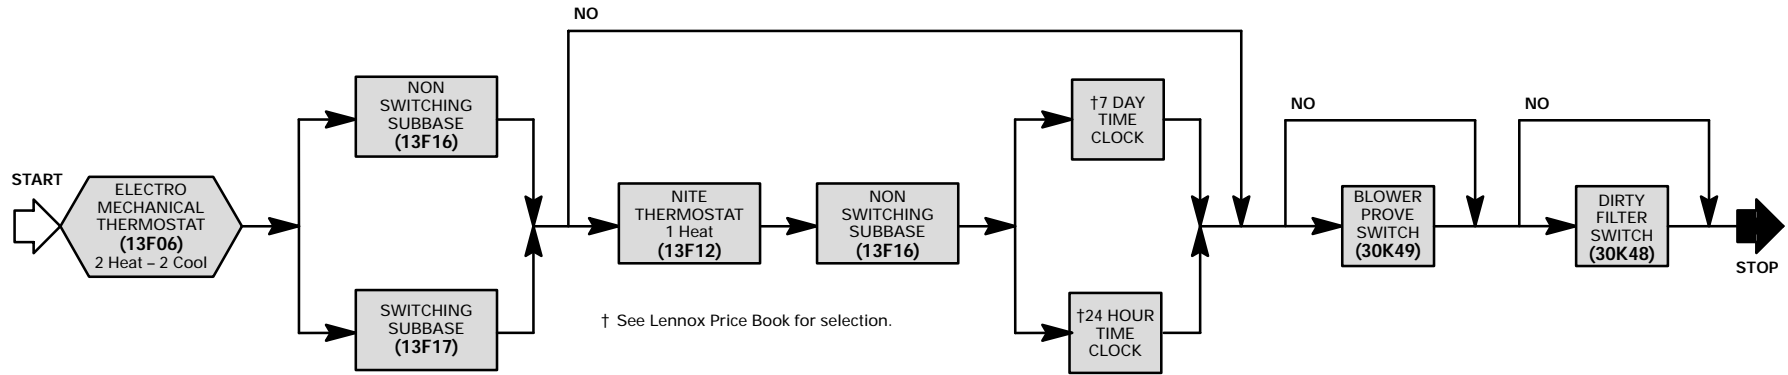 START
ELECTRO
MECHANICAL
THERMOSTAT
(13F06)
2 Heat – 2 Cool
NON
SWITCHING
SUBBASE
(13F16)
SWITCHING
SUBBASE
(13F17)
NO
NITE
THERMOSTAT
1 Heat
(13F12)
NON
SWITCHING
SUBBASE
(13F16)
†7 DAY
TIME
CLOCK
†24 HOUR
TIME
CLOCK
† See Lennox Price Book for selection.
NO
BLOWER
PROVE
SWITCH
(30K49)
NO
DIRTY
FILTER
SWITCH
(30K48)
STOP